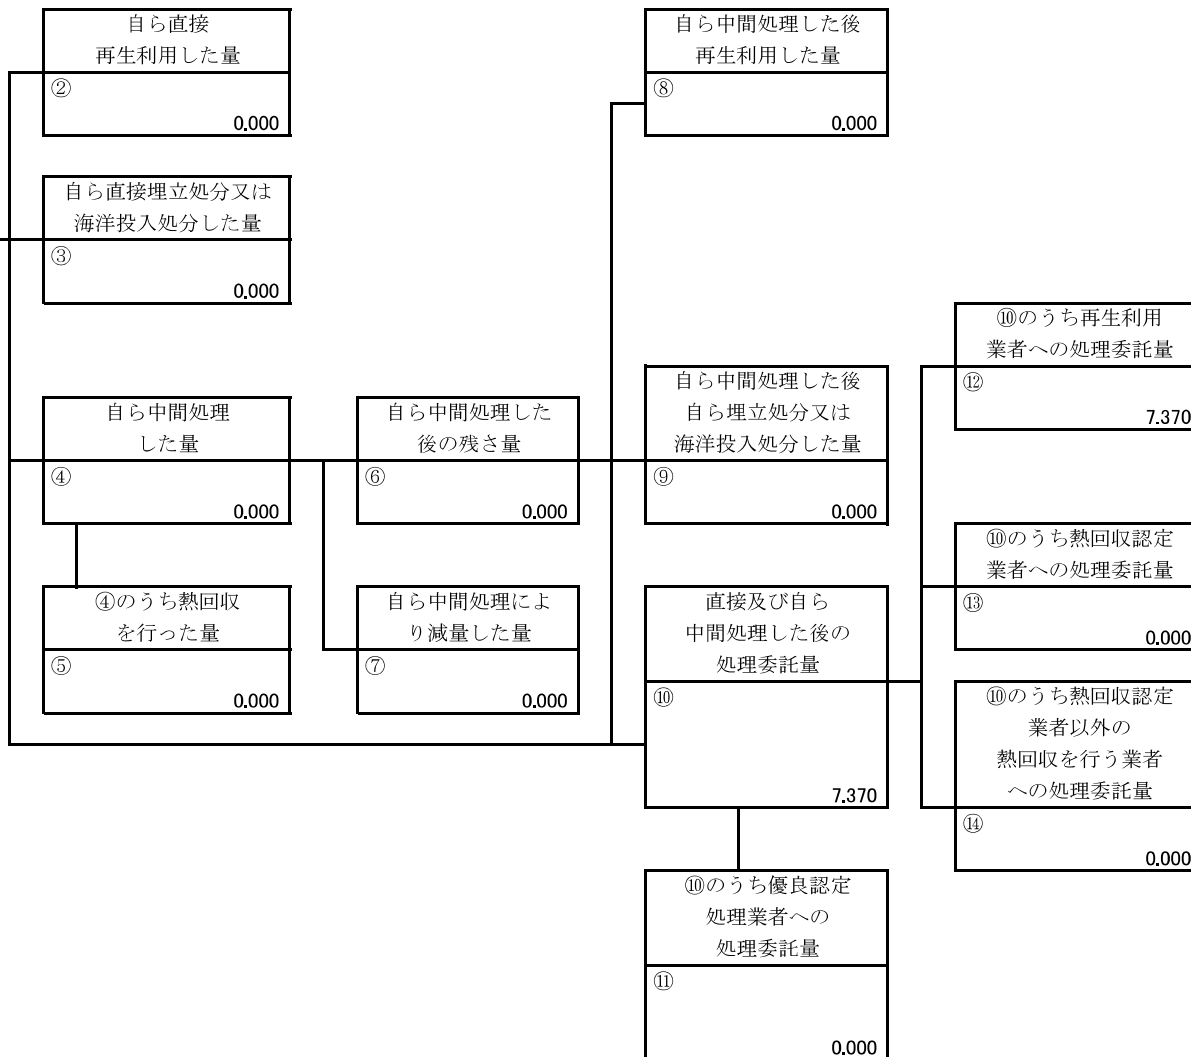 自ら直接
再生利用した量
②
0.000
自ら中間処理した後
再生利用した量
⑧
0.000
自ら直接埋立処分又は
海洋投入処分した量
③
0.000
⑩のうち再生利用
業者への処理委託量
⑫
7.370
自ら中間処理
した量
④
0.000
自ら中間処理した
後の残さ量
⑥
0.000
自ら中間処理した後
自ら埋立処分又は
海洋投入処分した量
⑨
0.000
⑩のうち熱回収認定
業者への処理委託量
⑬
0.000
④のうち熱回収
を行った量
⑤
0.000
自ら中間処理によ
り減量した量
⑦
0.000
直接及び自ら
中間処理した後の
処理委託量
⑩
7.370
⑩のうち熱回収認定
業者以外の
熱回収を行う業者
への処理委託量
⑭
0.000
⑩のうち優良認定
処理業者への
処理委託量
⑪
0.000